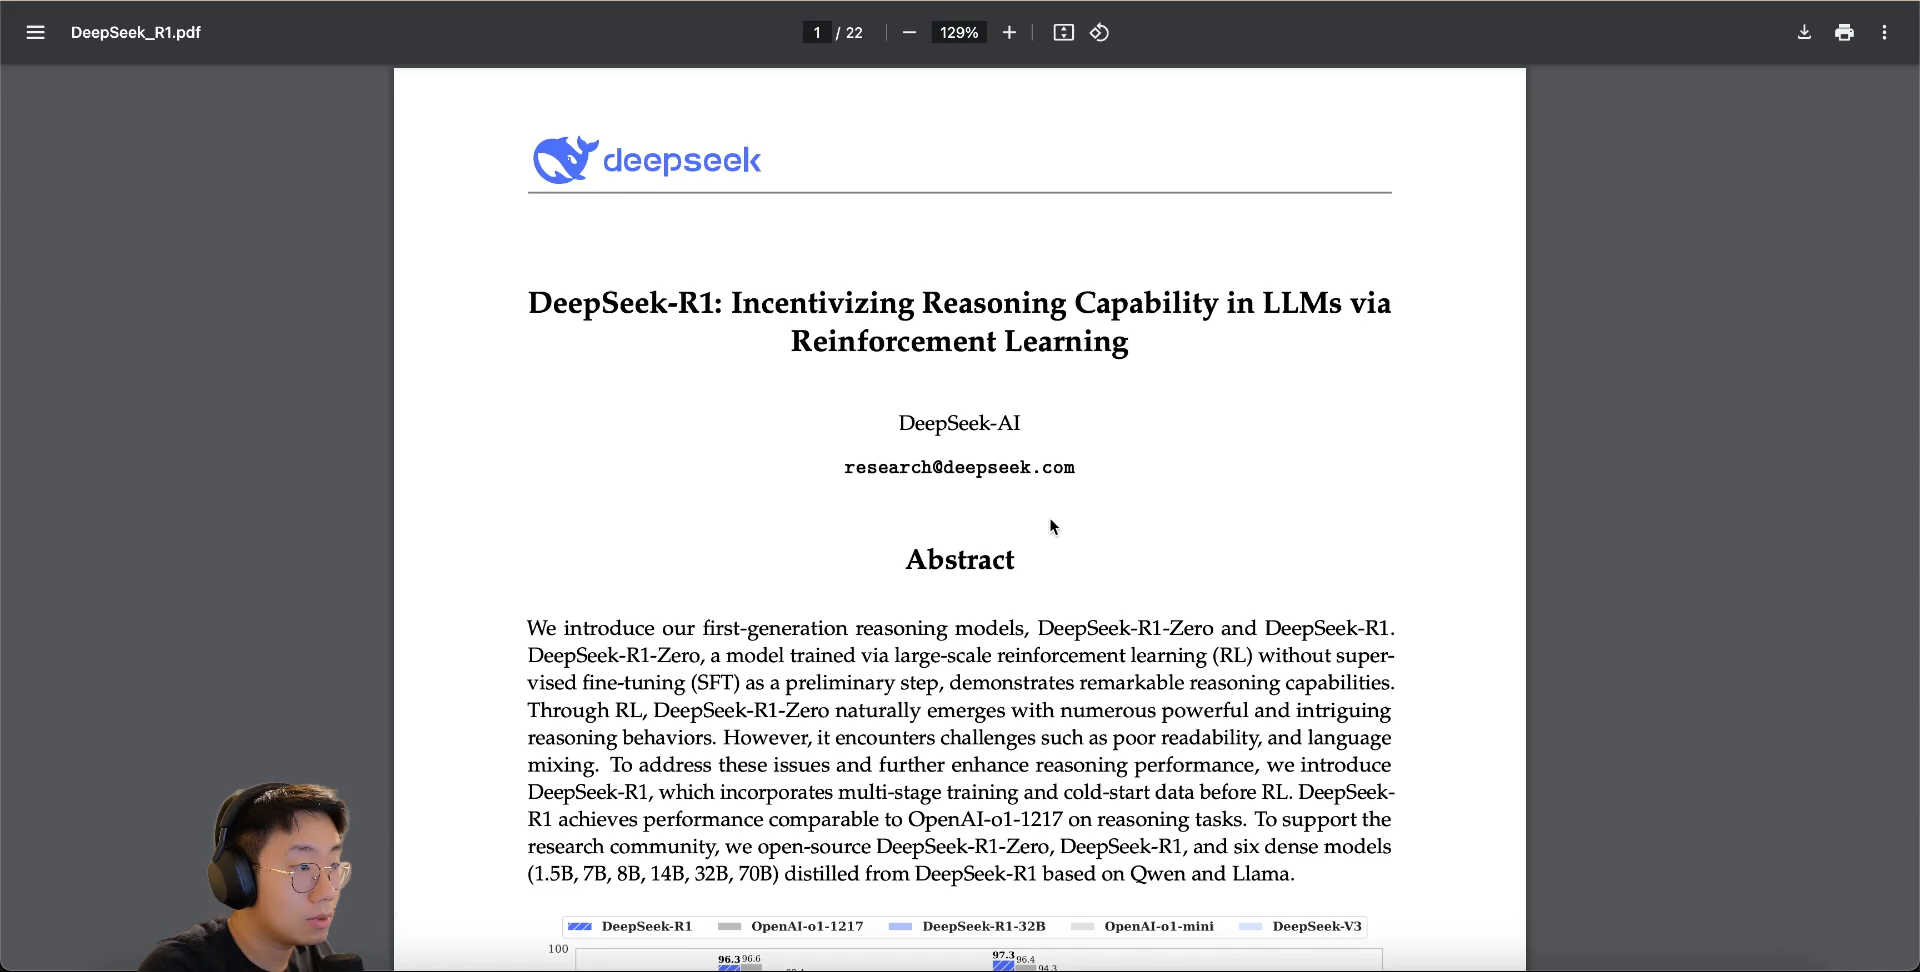 DeepSeek_R1.pdf
1 / 22
129%
deepseek
DeepSeek-R1: Incentivizing Reasoning Capability in LLMs via
Reinforcement Learning
DeepSeek-AI
research@deepseek.com
Abstract
We introduce our first-generation reasoning models, DeepSeek-R1-Zero and DeepSeek-R1.
DeepSeek-R1-Zero, a model trained via large-scale reinforcement learning (RL) without super-
vised fine-tuning (SFT) as a preliminary step, demonstrates remarkable reasoning capabilities.
Through RL, DeepSeek-R1-Zero naturally emerges with numerous powerful and intriguing
reasoning behaviors. However, it encounters challenges such as poor readability, and language
mixing. To address these issues and further enhance reasoning performance, we introduce
DeepSeek-R1, which incorporates multi-stage training and cold-start data before RL. DeepSeek-
R1 achieves performance comparable to OpenAI-o1-1217 on reasoning tasks. To support the
research community, we open-source DeepSeek-R1-Zero, DeepSeek-R1, and six dense models
(1.5B, 7B, 8B, 14B, 32B, 70B) distilled from DeepSeek-R1 based on Qwen and Llama.
DeepSeek-R1 OpenAI-o1-1217 DeepSeek-R1-32B OpenAI-o1-mini DeepSeek-V3
100
96.3 96.6 97.3 96.4 94.3